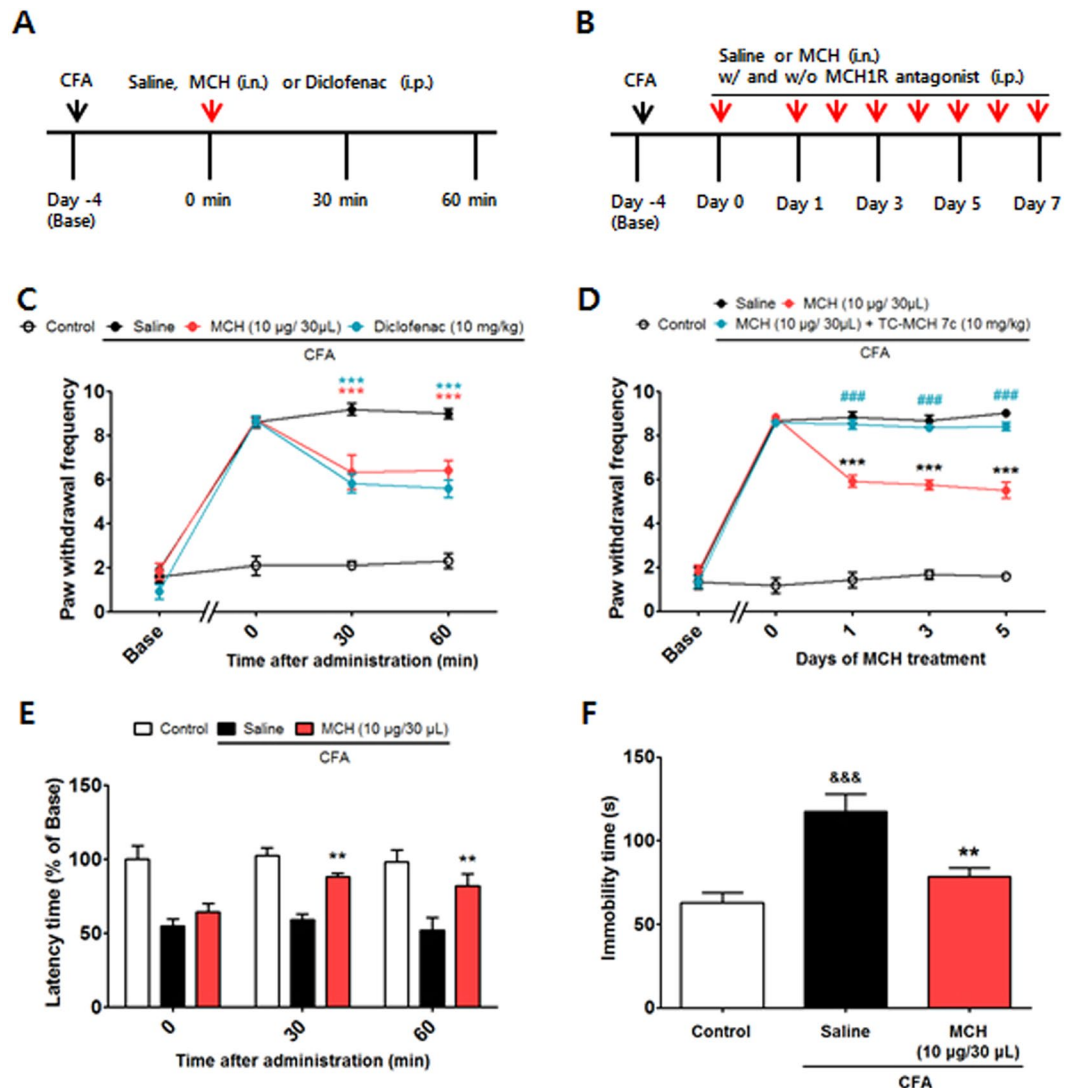 A
CFA Saline, MCH (i.n.) or Diclofenac (i.p.)
Day -4 0 min 30 min 60 min
(Base)
B
Saline or MCH (i.n.)
CFA w/ and w/o MCH1R antagonist (i.p.)
Day -4 Day 0 Day 1 Day 3 Day 5 Day 7
(Base)
C
Control Saline MCH (10 µg/ 30µL) Diclofenac (10 mg/kg)
CFA
Paw withdrawal frequency
10
8
6
4
2
0
*** ***
*** ***
Base 0 30 60
Time after administration (min)
D
Saline MCH (10 µg/ 30µL)
Control MCH (10 µg/ 30µL) + TC-MCH 7c (10 mg/kg)
CFA
Paw withdrawal frequency
10
8
6
4
2
0
### ### ###
*** *** ***
Base 0 1 3 5
Days of MCH treatment
E
Control Saline MCH (10 µg/30 µL)
CFA
Latency time (% of Base)
150
100
50
0
** **
0 30 60
Time after administration (min)
F
Immobility time (s)
150
100
50
0
&&&
**
Control Saline MCH
(10 µg/30 µL)
CFA